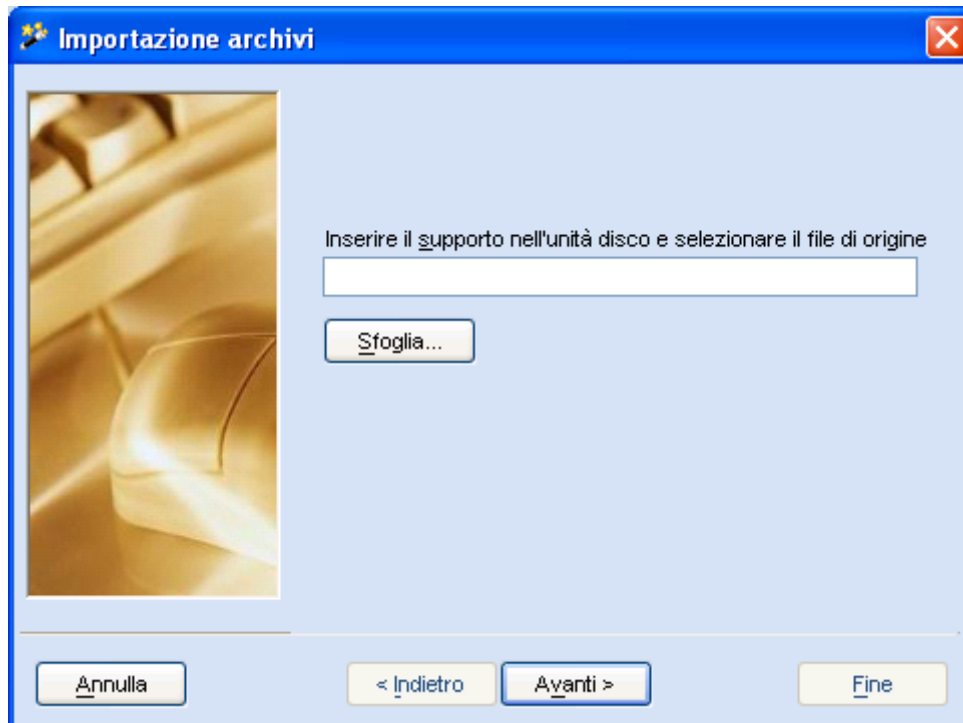 Importazione archivi
Inserire il supporto nell'unità disco e selezionare il file di origine
Sfoglia...
Annulla
< Indietro
Avanti >
Fine